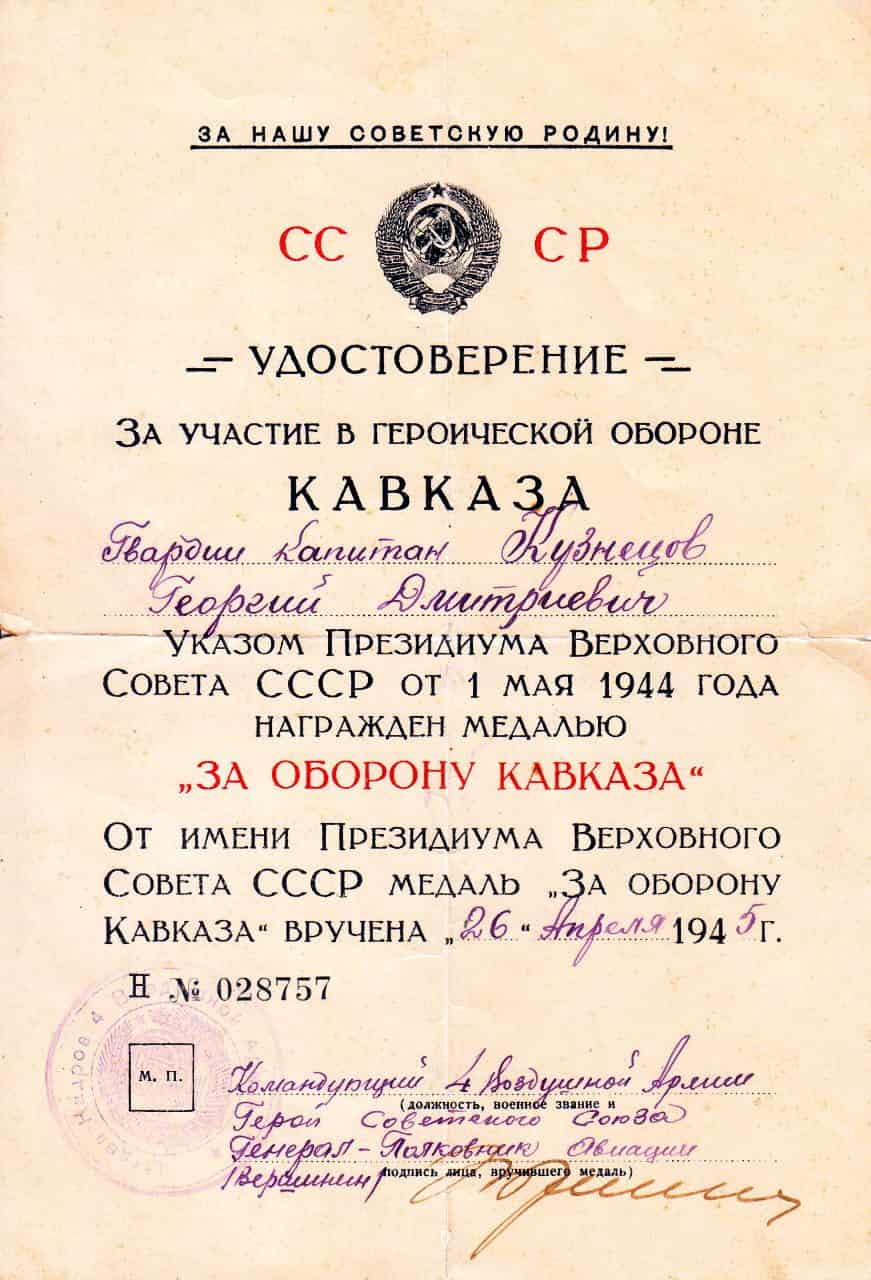 ЗА НАШУ СОВЕТСКУЮ РОДИНУ!
СС СР
УДОСТОВЕРЕНИЕ
ЗА УЧАСТИЕ В ГЕРОИЧЕСКОЙ ОБОРОНЕ
КАВКАЗА
Гвардии капитан Кузнецов
Георгий Дмитриевич
УКАЗОМ ПРЕЗИДИУМА ВЕРХОВНОГО
СОВЕТА СССР ОТ 1 МАЯ 1944 ГОДА
НАГРАЖДЕН МЕДАЛЬЮ
„ЗА ОБОРОНУ КАВКАЗА“
ОТ ИМЕНИ ПРЕЗИДИУМА ВЕРХОВНОГО
СОВЕТА СССР МЕДАЛЬ „ЗА ОБОРОНУ
КАВКАЗА“ ВРУЧЕНА „26“ Апреля 1945 г.
Н № 028757
М. П.
Командующий 4 Воздушной Армии
(должность, военное звание и
Герой Советского Союза
Генерал-Полковник Авиации
подпись лица, вручившего медаль)
/Вершинин/